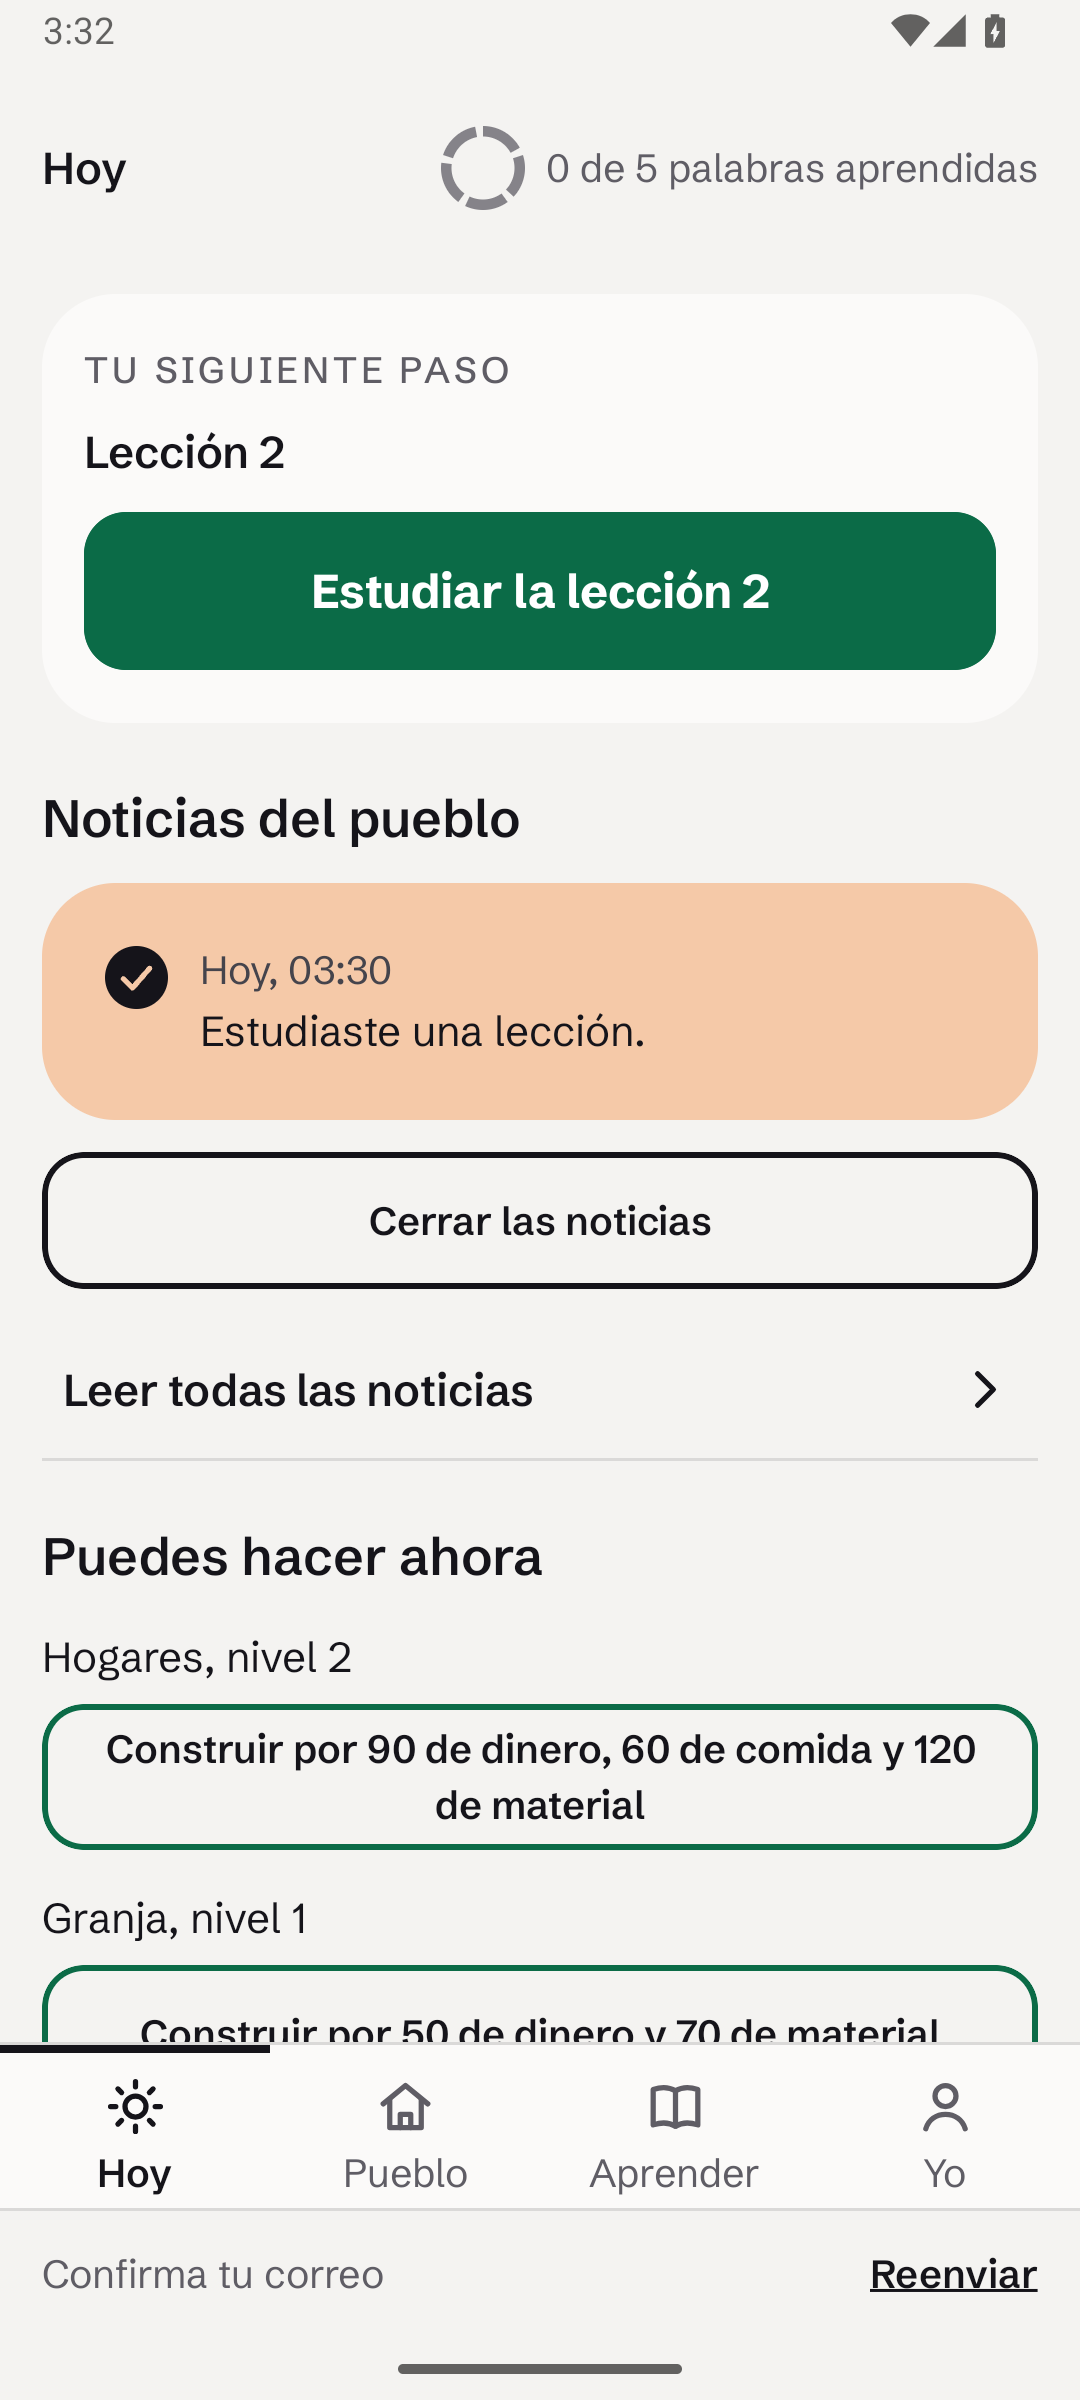 3:32
Hoy
0 de 5 palabras aprendidas
TU SIGUIENTE PASO
Lección 2
Estudiar la lección 2
Noticias del pueblo
Hoy, 03:30
Estudiaste una lección.
Cerrar las noticias
Leer todas las noticias
Puedes hacer ahora
Hogares, nivel 2
Construir por 90 de dinero, 60 de comida y 120
de material
Granja, nivel 1
Construir por 50 de dinero y 70 de material
Hoy
Pueblo
Aprender
Yo
Confirma tu correo
Reenviar